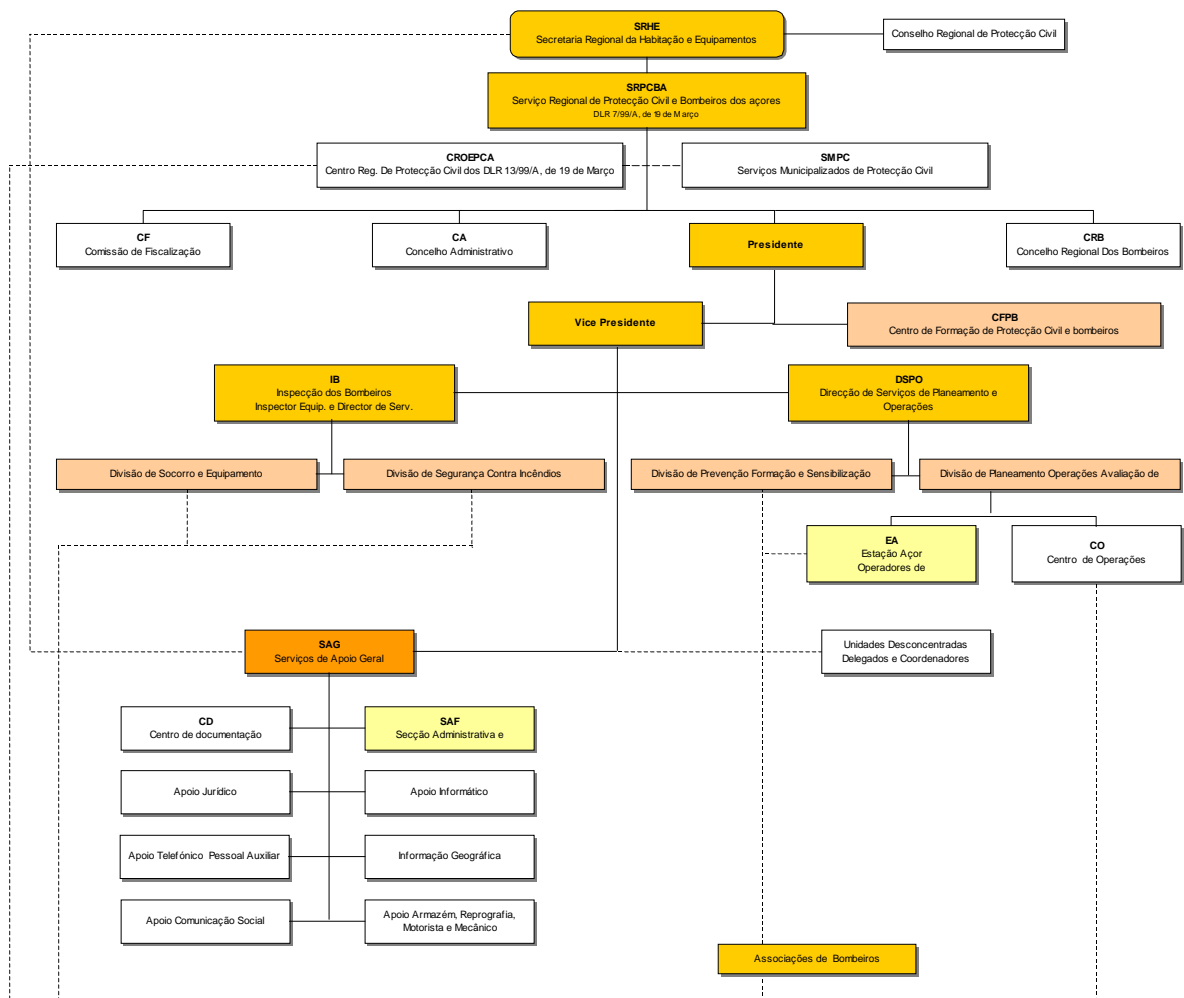 SRHE
Secretaria Regional da Habitação e Equipamentos
Conselho Regional de Protecção Civil
SRPCBA
Serviço Regional de Protecção Civil e Bombeiros dos açores
DLR 7/99/A, de 19 de Março
CROEPCA
Centro Reg. De Protecção Civil dos DLR 13/99/A, de 19 de Março
SMPC
Serviços Municipalizados de Protecção Civil
CF
Comissão de Fiscalização
CA
Concelho Administrativo
Presidente
CRB
Concelho Regional Dos Bombeiros
Vice Presidente
CFPB
Centro de Formação de Protecção Civil e bombeiros
IB
Inspecção dos Bombeiros
Inspector Equip. e Director de Serv.
DSPO
Direcção de Serviços de Planeamento e
Operações
Divisão de Socorro e Equipamento
Divisão de Segurança Contra Incêndios
Divisão de Prevenção Formação e Sensibilização
Divisão de Planeamento Operações Avaliação de
EA
Estação Açor
Operadores de
CO
Centro de Operações
SAG
Serviços de Apoio Geral
Unidades Desconcentradas
Delegados e Coordenadores
CD
Centro de documentação
SAF
Secção Administrativa e
Apoio Jurídico
Apoio Informático
Apoio Telefónico Pessoal Auxiliar
Informação Geográfica
Apoio Comunicação Social
Apoio Armazém, Reprografia,
Motorista e Mecânico
Associações de Bombeiros